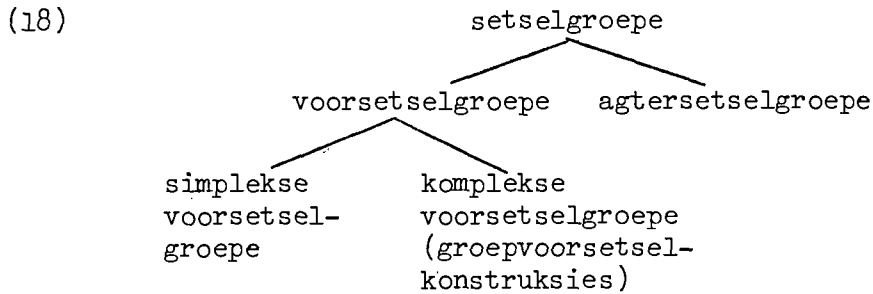 (18) setselgroepe
voorsetselgroepe agtersetselgroepe
simplekse komplekse
voorsetsel- voorsetselgroepe
groepe (groepvoorsetsel-
konstruksies)